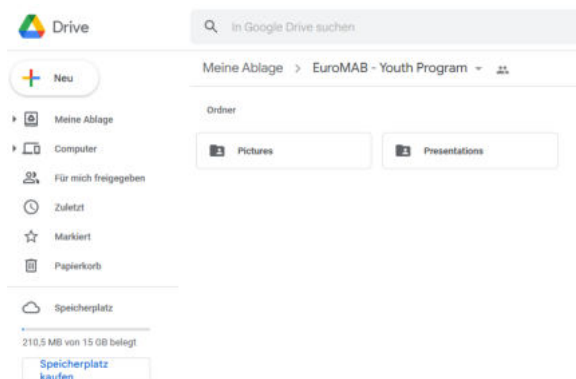 Drive
In Google Drive suchen
Neu
Meine Ablage > EuroMAB - Youth Program
Ordner
Pictures
Presentations
Meine Ablage
Computer
Für mich freigegeben
Zuletzt
Markiert
Papierkorb
Speicherplatz
210,5 MB von 15 GB belegt
Speicherplatz
kaufen